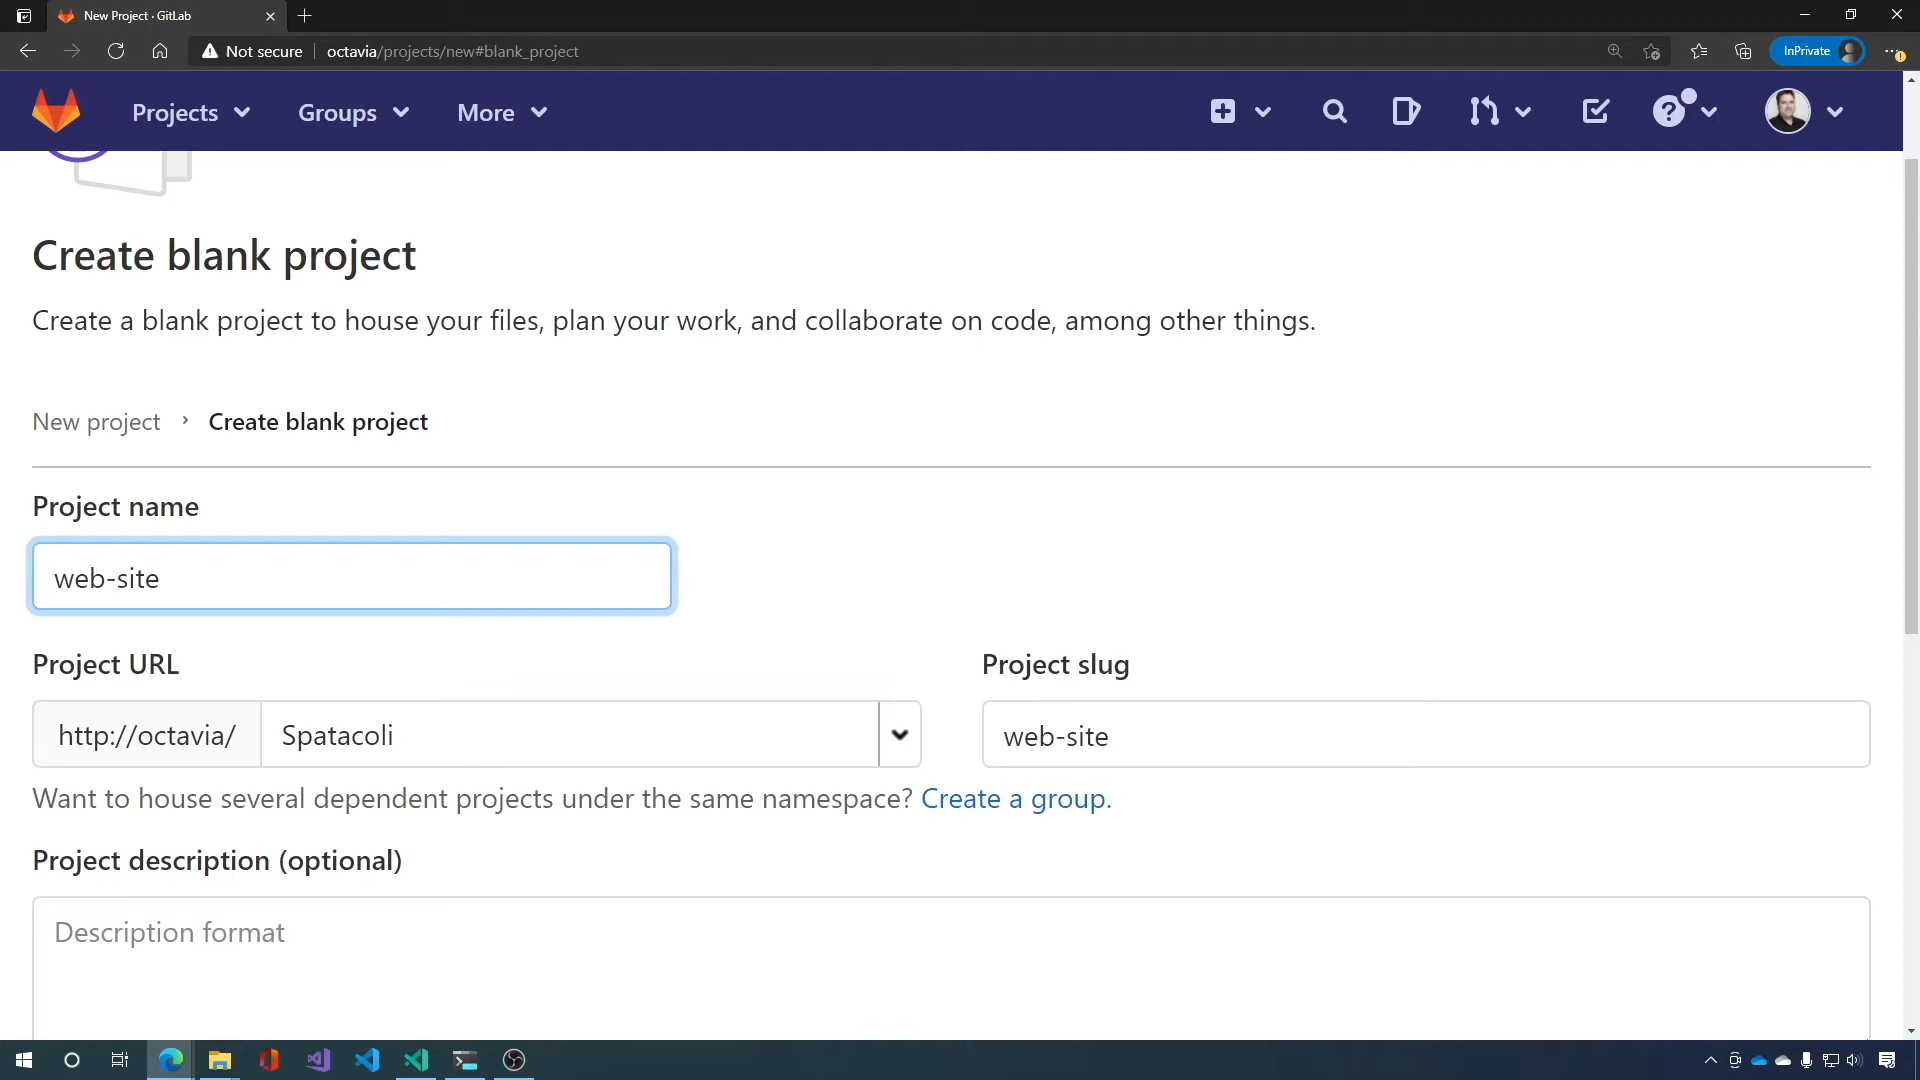 New Project · GitLab
Not secure
octavia/projects/new#blank_project
InPrivate
Projects
Groups
More
Create blank project
Create a blank project to house your files, plan your work, and collaborate on code, among other things.
New project › Create blank project
Project name
web-site
Project URL
Project slug
http://octavia/
Spatacoli
web-site
Want to house several dependent projects under the same namespace? Create a group.
Project description (optional)
Description format